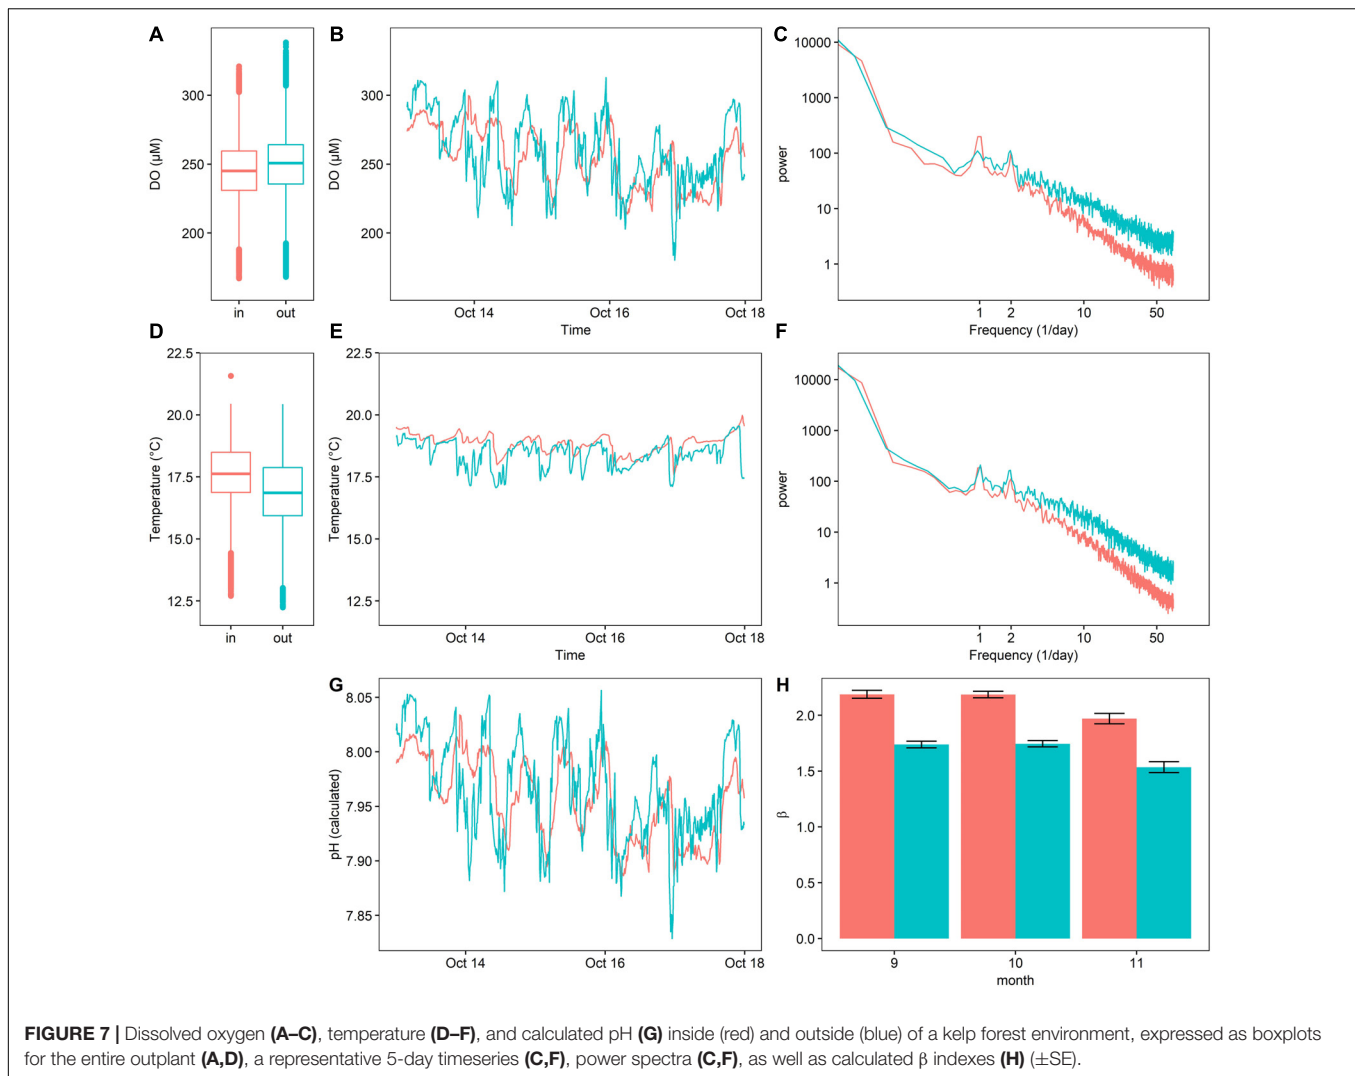 A
B
C
DO (µM)
300
250
200
in
out
DO (µM)
300
250
200
Oct 14
Oct 16
Oct 18
Time
power
10000
1000
100
10
1
1
2
10
50
Frequency (1/day)
D
E
F
Temperature (°C)
22.5
20.0
17.5
15.0
12.5
in
out
Temperature (°C)
22.5
20.0
17.5
15.0
12.5
Oct 14
Oct 16
Oct 18
Time
power
10000
1000
100
10
1
1
2
10
50
Frequency (1/day)
G
H
pH (calculated)
8.05
8.00
7.95
7.90
7.85
Oct 14
Oct 16
Oct 18
β
2.0
1.5
1.0
0.5
0.0
9
10
11
month
FIGURE 7 | Dissolved oxygen (A–C), temperature (D–F), and calculated pH (G) inside (red) and outside (blue) of a kelp forest environment, expressed as boxplots
for the entire outplant (A,D), a representative 5-day timeseries (C,F), power spectra (C,F), as well as calculated β indexes (H) (±SE).